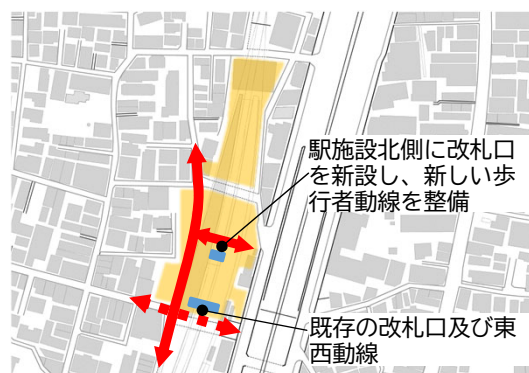 駅施設北側に改札口
を新設し、新しい歩
行者動線を整備
既存の改札口及び東
西動線